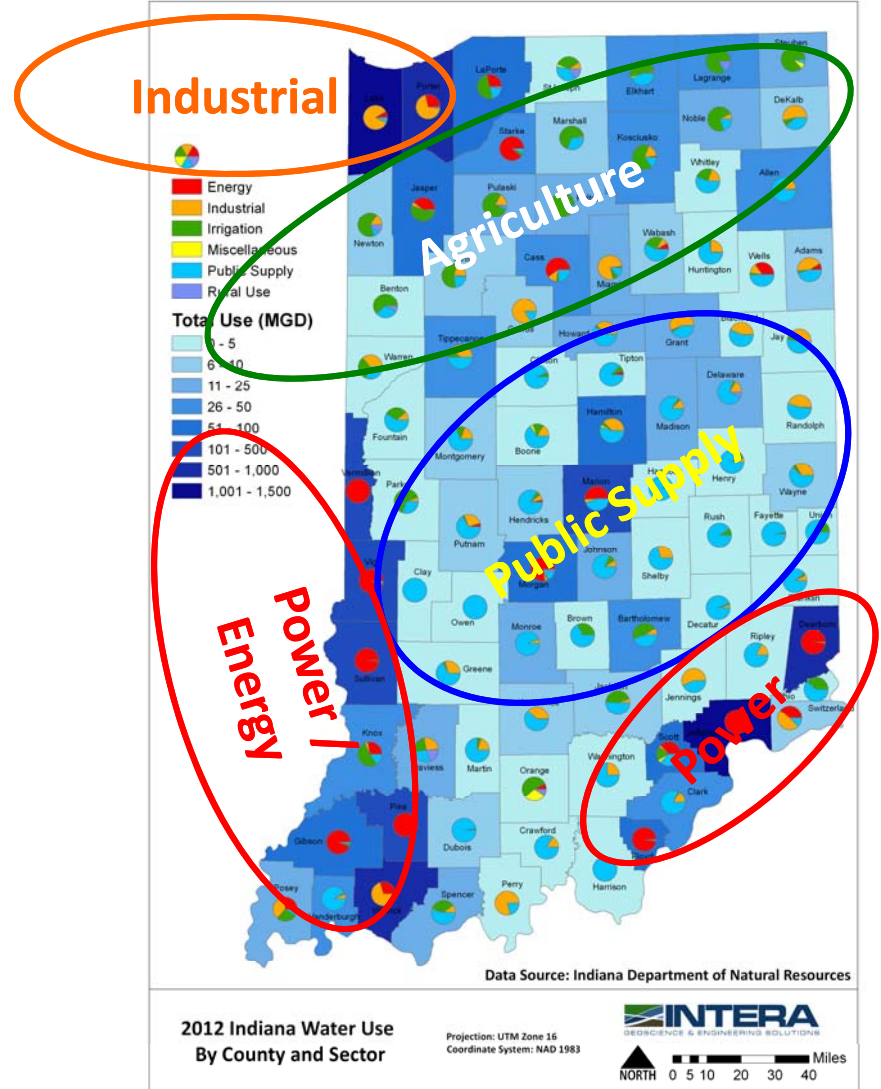 Industrial
Agriculture
Public Supply
Power /
Energy
Power
Energy
Industrial
Irrigation
Miscellaneous
Public Supply
Rural Use
Total Use (MGD)
6 - 10
11 - 25
26 - 50
51 - 100
101 - 500
501 - 1,000
1,001 - 1,500
Steuben
LaPorte
Porter
Lake
St Joseph
Elkhart
Lagrange
DeKalb
Noble
Marshall
Starke
Kosciusko
Whitley
Allen
Jasper
Pulaski
Newton
Wabash
Huntington
Wells
Adams
Cass
Miami
Benton
Howard
Grant
Jay
Tippecanoe
Warren
Clinton
Tipton
Delaware
Hamilton
Madison
Randolph
Fountain
Montgomery
Boone
Vermillion
Marion
Henry
Wayne
Hendricks
Putnam
Rush
Fayette
Union
Johnson
Shelby
Clay
Morgan
Owen
Decatur
Brown
Bartholomew
Monroe
Dearborn
Ripley
Sullivan
Greene
Jennings
Switzerland
Knox
Scott
Daviess
Martin
Washington
Orange
Clark
Pike
Crawford
Gibson
Dubois
Floyd
Harrison
Posey
Spencer
Perry
Vanderburgh
Data Source: Indiana Department of Natural Resources
2012 Indiana Water Use
By County and Sector
Projection: UTM Zone 16
Coordinate System: NAD 1983
INTERA
GEOSCIENCE & ENGINEERING SOLUTIONS
NORTH
0 5 10 20 30 40
Miles